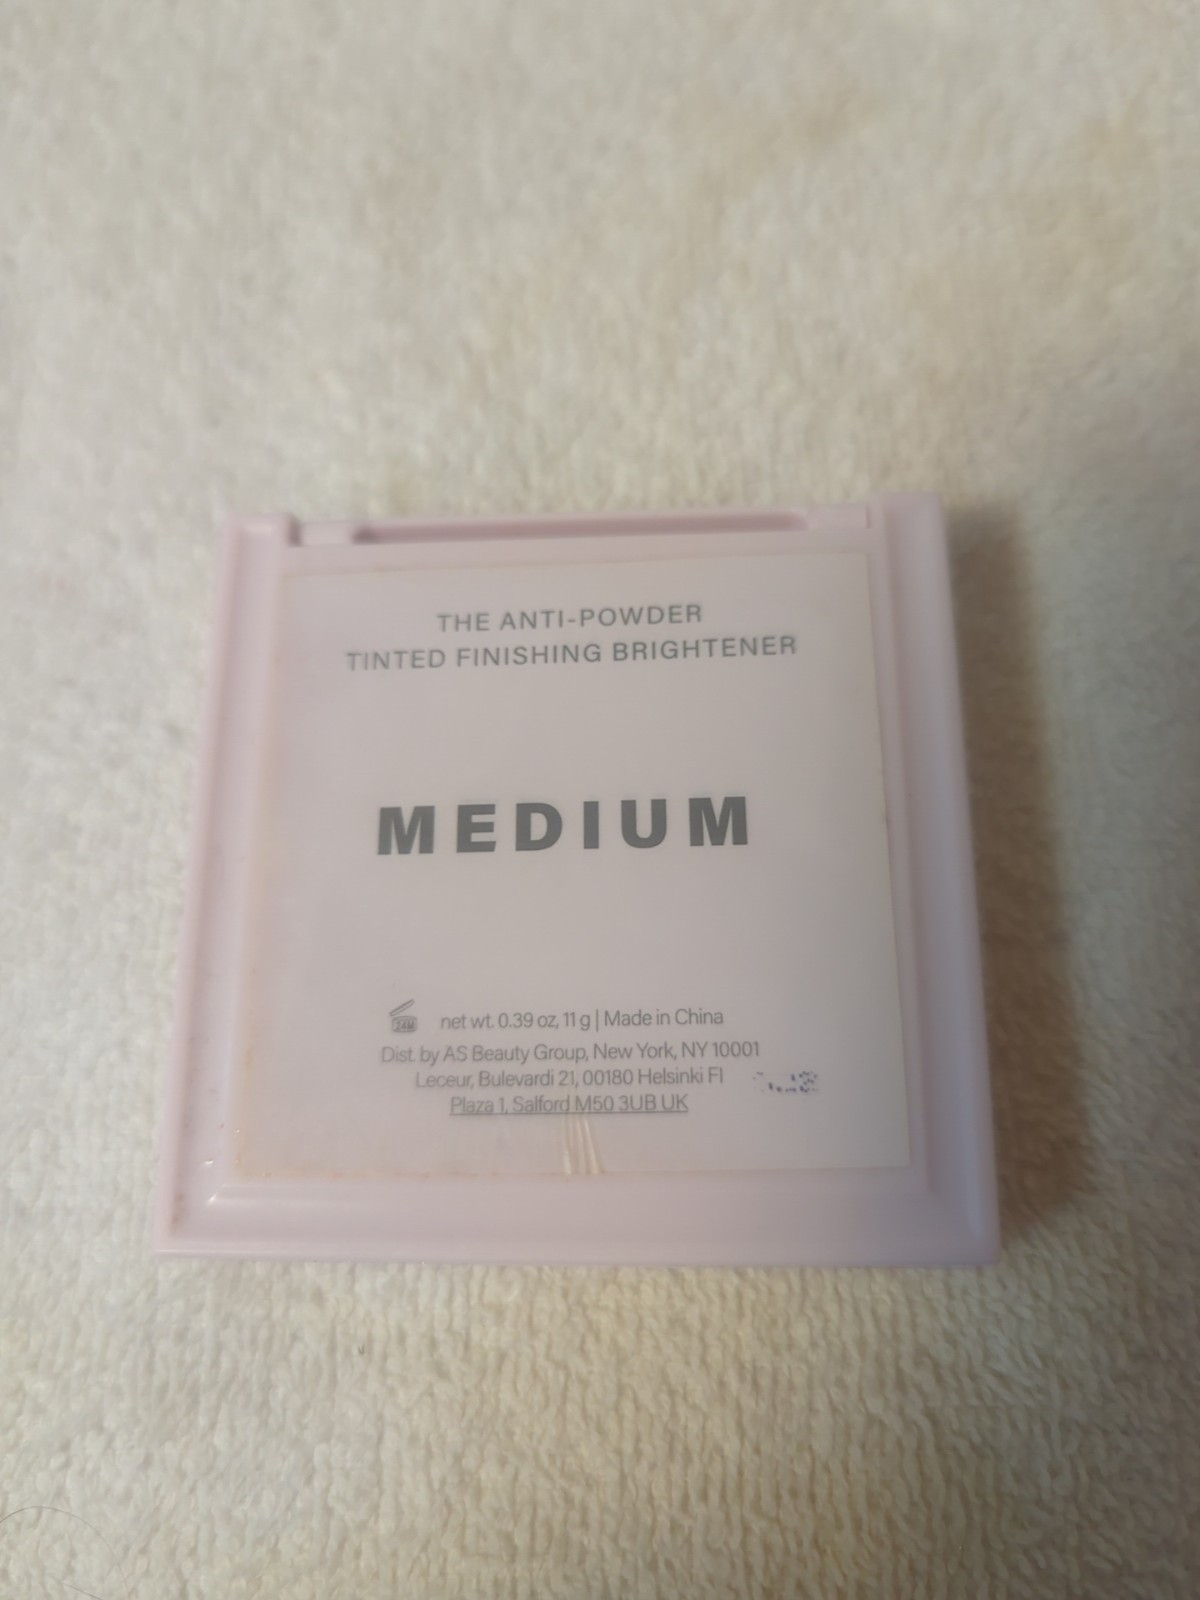 THE ANTI-POWDER
TINTED FINISHING BRIGHTENER
MEDIUM
24M net wt. 0.39 oz, 11 g | Made in China
Dist. by AS Beauty Group, New York, NY 10001
Leceur, Bulevardi 21, 00180 Helsinki FI
Plaza 1, Salford M50 3UB UK